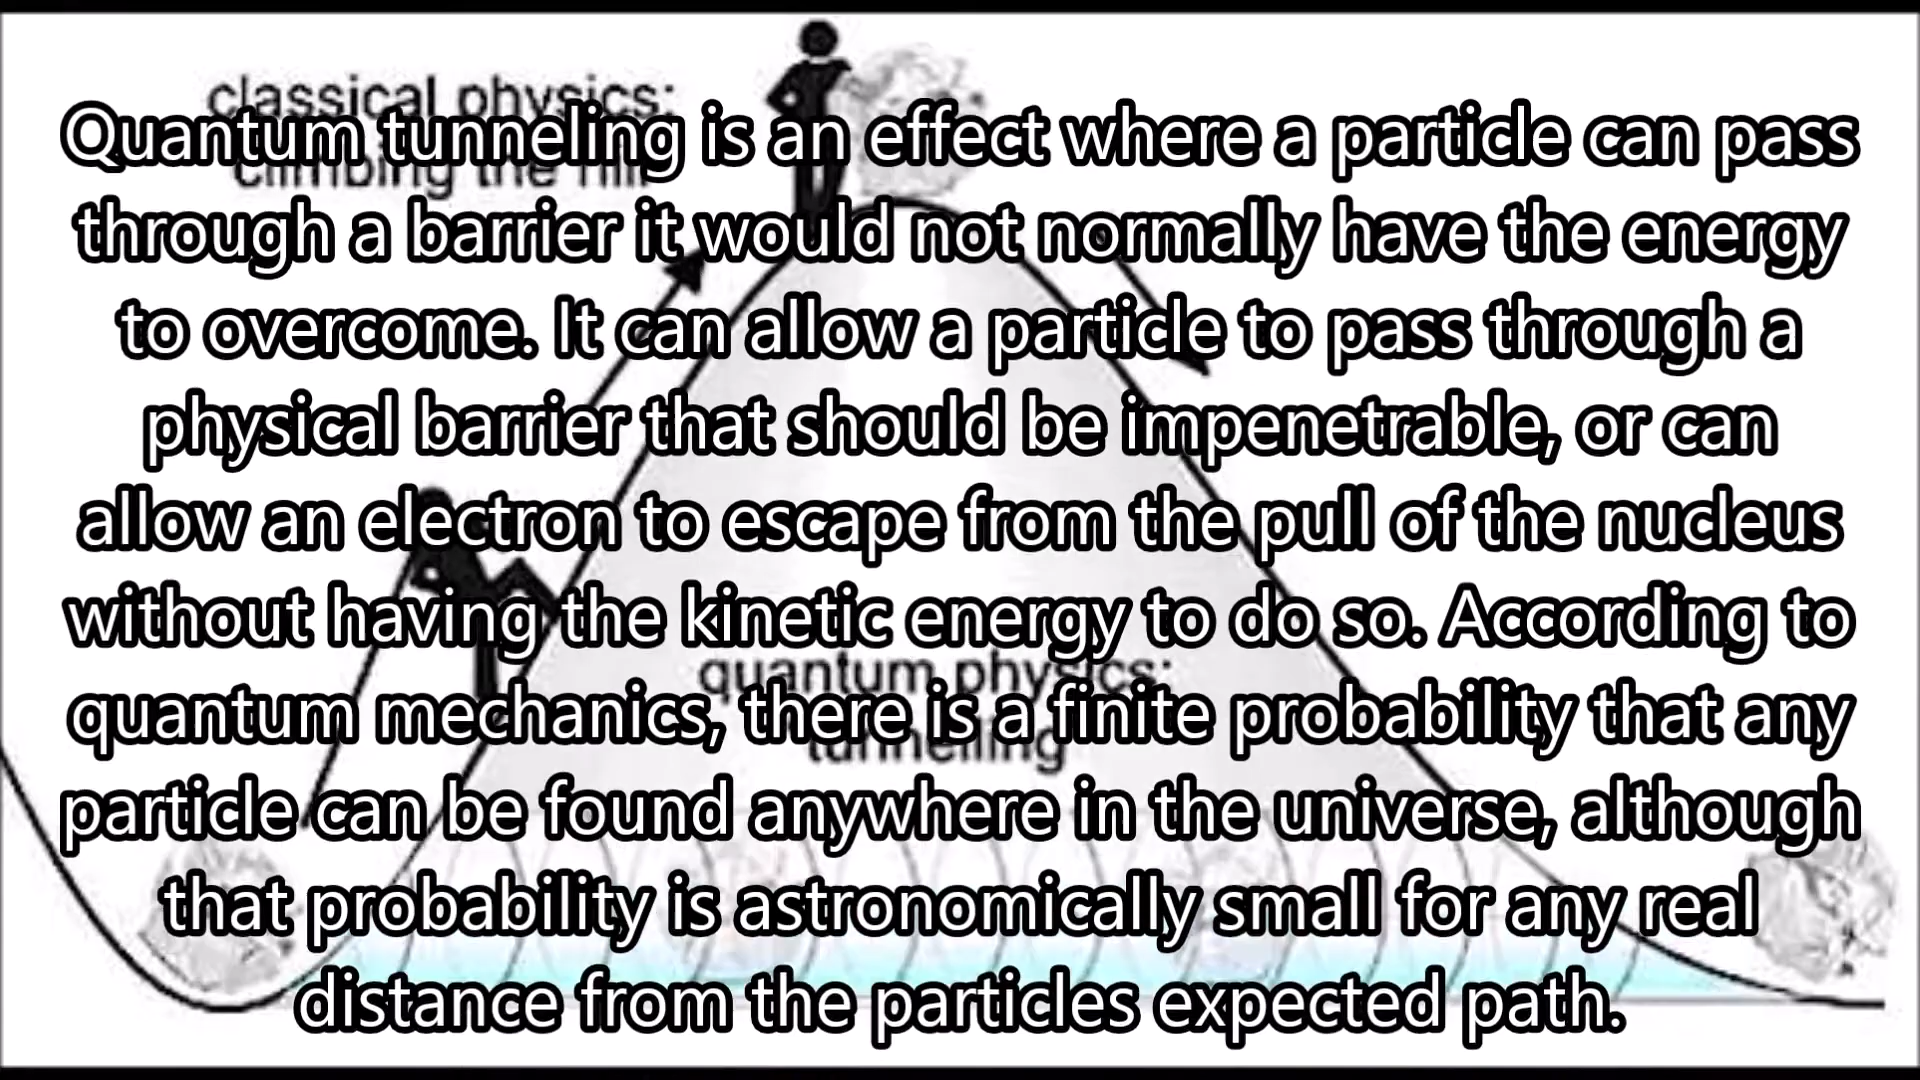 classical physics:
climbing the hill
Quantum tunneling is an effect where a particle can pass
through a barrier it would not normally have the energy
to overcome. It can allow a particle to pass through a
physical barrier that should be impenetrable, or can
allow an electron to escape from the pull of the nucleus
without having the kinetic energy to do so. According to
quantum mechanics, there is a finite probability that any
particle can be found anywhere in the universe, although
that probability is astronomically small for any real
distance from the particles expected path.
quantum physics:
tunnelling